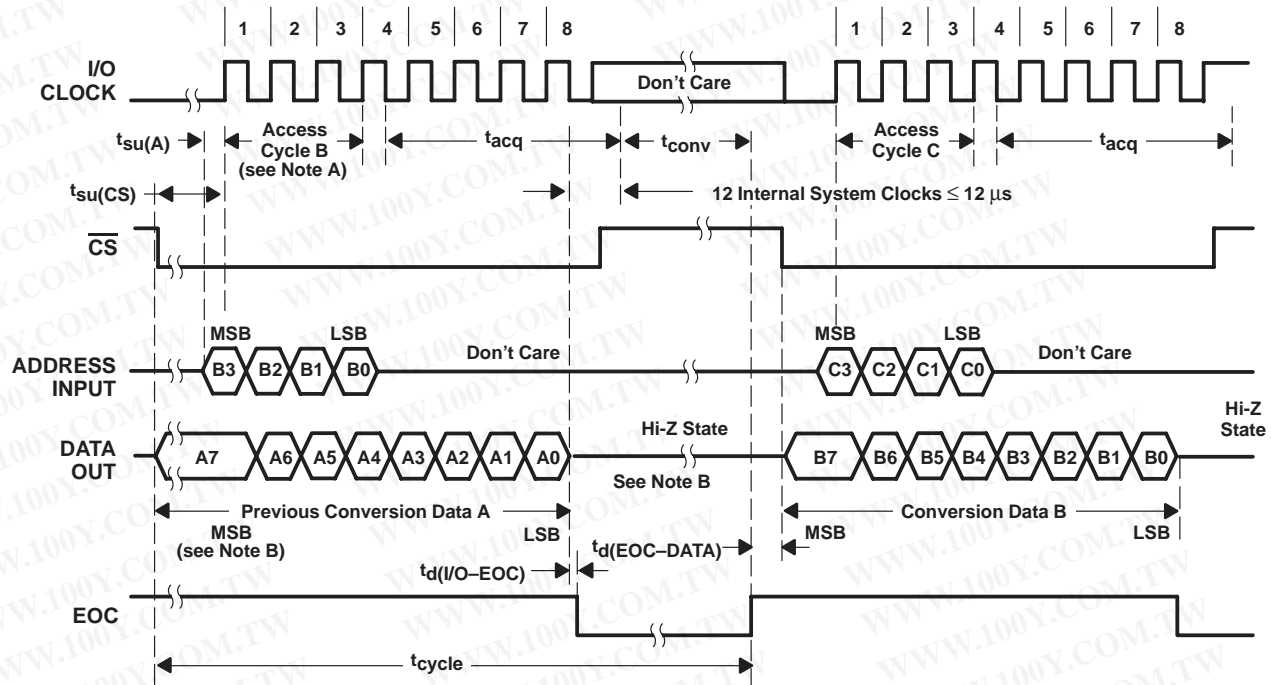 1 2 3 4 5 6 7 8 1 2 3 4 5 6 7 8
I/O CLOCK
Don't Care
tsu(A)
Access
Cycle B
(see Note A)
tacq
tconv
Access
Cycle C
tacq
tsu(CS)
12 Internal System Clocks ≤ 12 μs
CS
MSB LSB MSB LSB
ADDRESS
INPUT
B3 B2 B1 B0
Don't Care
C3 C2 C1 C0
Don't Care
Hi-Z
State
DATA
OUT
A7 A6 A5 A4 A3 A2 A1 A0
Hi-Z State
See Note B
B7 B6 B5 B4 B3 B2 B1 B0
Previous Conversion Data A
Conversion Data B
MSB
(see Note B)
LSB
td(EOC–DATA)
MSB
LSB
td(I/O–EOC)
EOC
tcycle
WWW.100Y.COM.TW